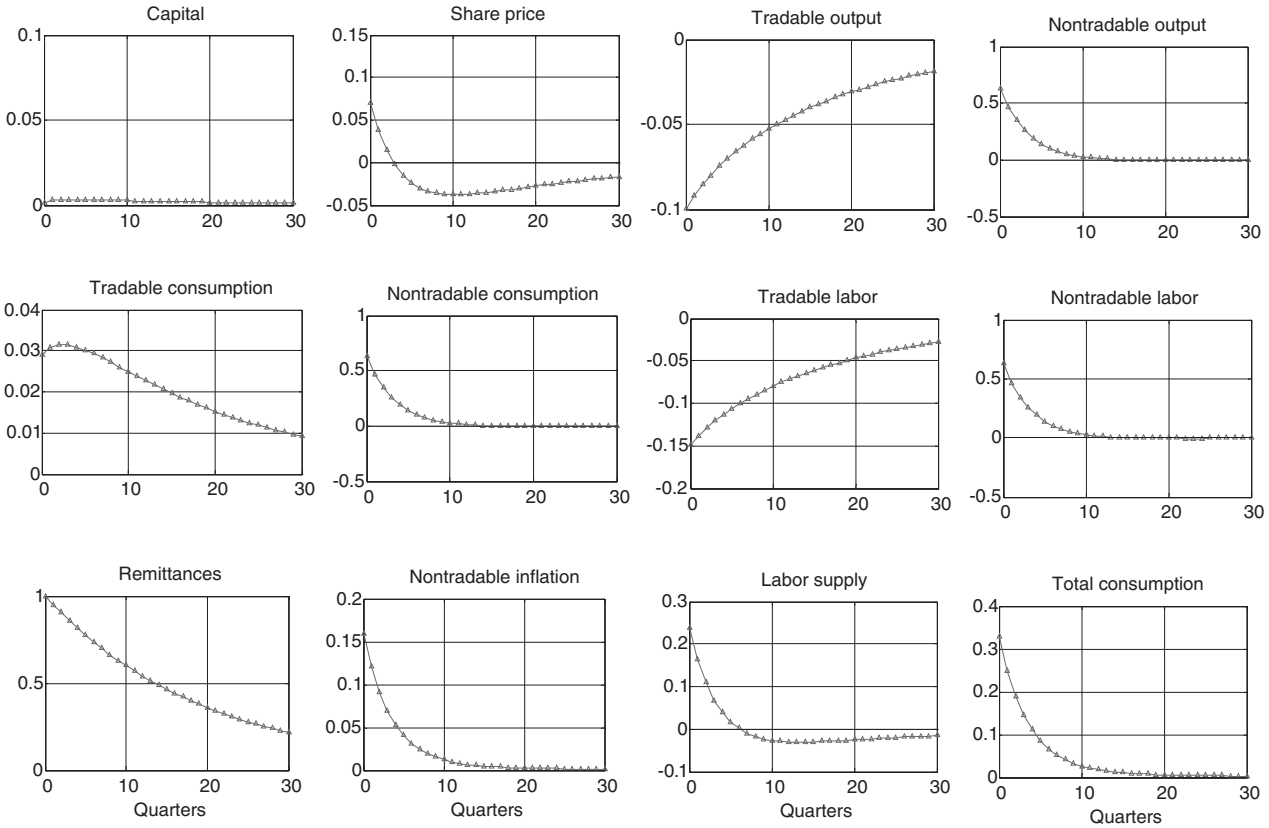 Capital
0.1
0.05
0
0 10 20 30
Share price
0.15
0.1
0.05
0
-0.05
0 10 20 30
Tradable output
0
-0.05
-0.1
0 10 20 30
Nontradable output
1
0.5
0
-0.5
0 10 20 30
Tradable consumption
0.04
0.03
0.02
0.01
0
0 10 20 30
Nontradable consumption
1
0.5
0
-0.5
0 10 20 30
Tradable labor
0
-0.05
-0.1
-0.15
-0.2
0 10 20 30
Nontradable labor
1
0.5
0
-0.5
0 10 20 30
Remittances
1
0.5
0
0 10 20 30
Quarters
Nontradable inflation
0.2
0.15
0.1
0.05
0
0 10 20 30
Quarters
Labor supply
0.3
0.2
0.1
0
-0.1
0 10 20 30
Quarters
Total consumption
0.4
0.3
0.2
0.1
0
0 10 20 30
Quarters